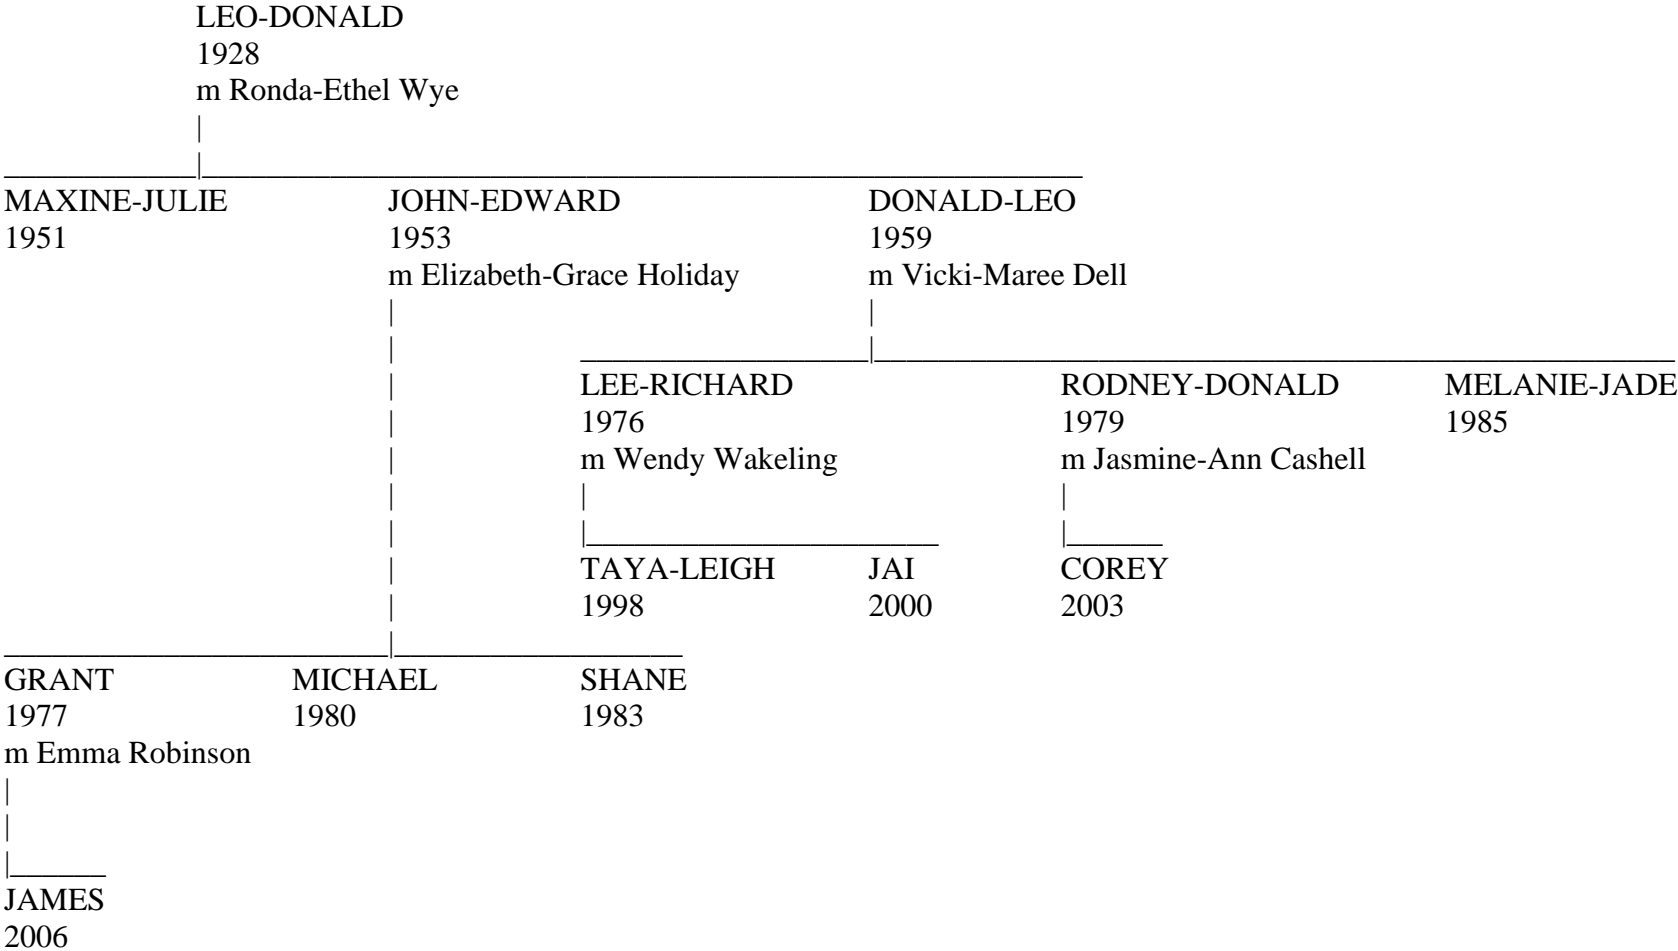 LEO-DONALD
1928
m Ronda-Ethel Wye
MAXINE-JULIE JOHN-EDWARD DONALD-LEO
1951 1953 1959
m Elizabeth-Grace Holiday m Vicki-Maree Dell
LEE-RICHARD RODNEY-DONALD MELANIE-JADE
1976 1979 1985
m Wendy Wakeling m Jasmine-Ann Cashell
TAYA-LEIGH JAI COREY
1998 2000 2003
GRANT MICHAEL SHANE
1977 1980 1983
m Emma Robinson
JAMES
2006